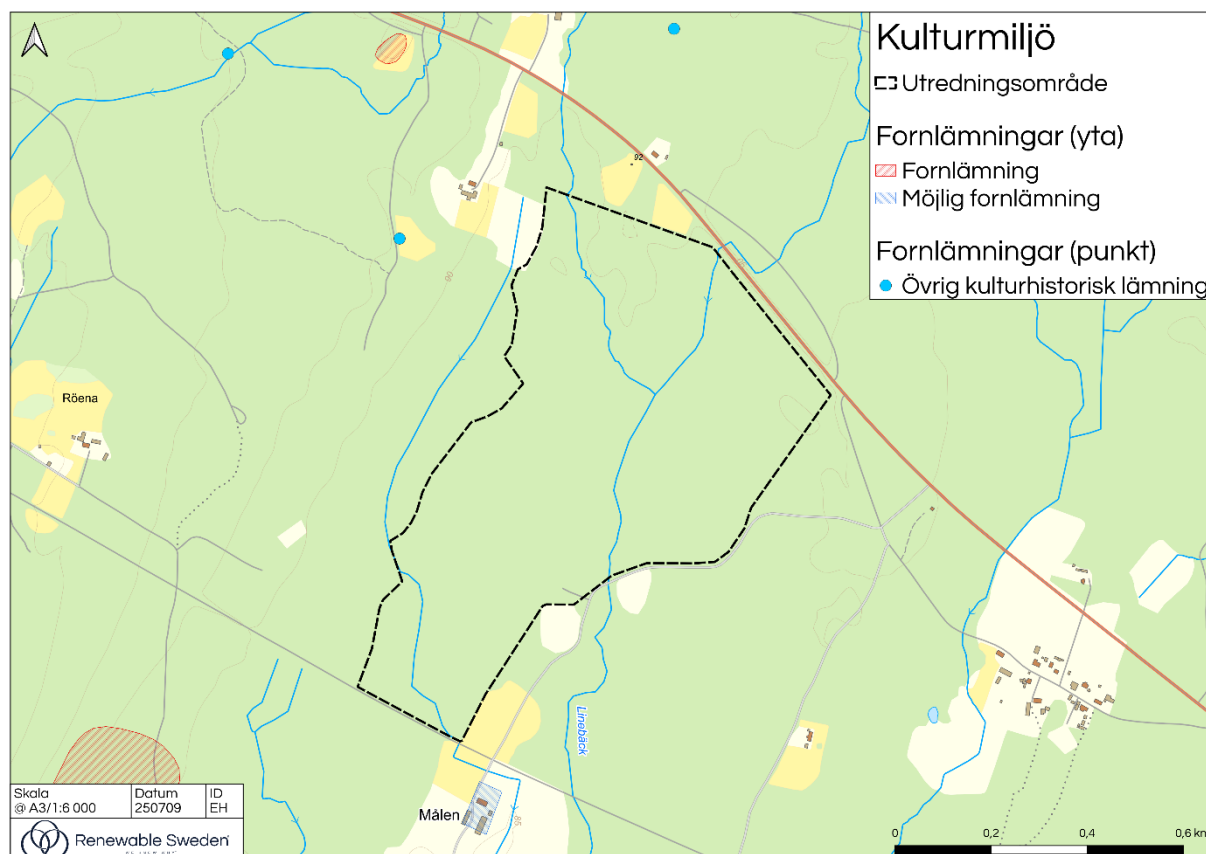 Kulturmiljö
Utredningsområde
Fornlämningar (yta)
Fornlämning
Möjlig fornlämning
Fornlämningar (punkt)
Övrig kulturhistorisk lämning
92
Röena
Linebäck
Målen
85
Skala
@ A3/1:6 000
Datum
250709
ID
EH
Renewable Sweden
0 0,2 0,4 0,6 km